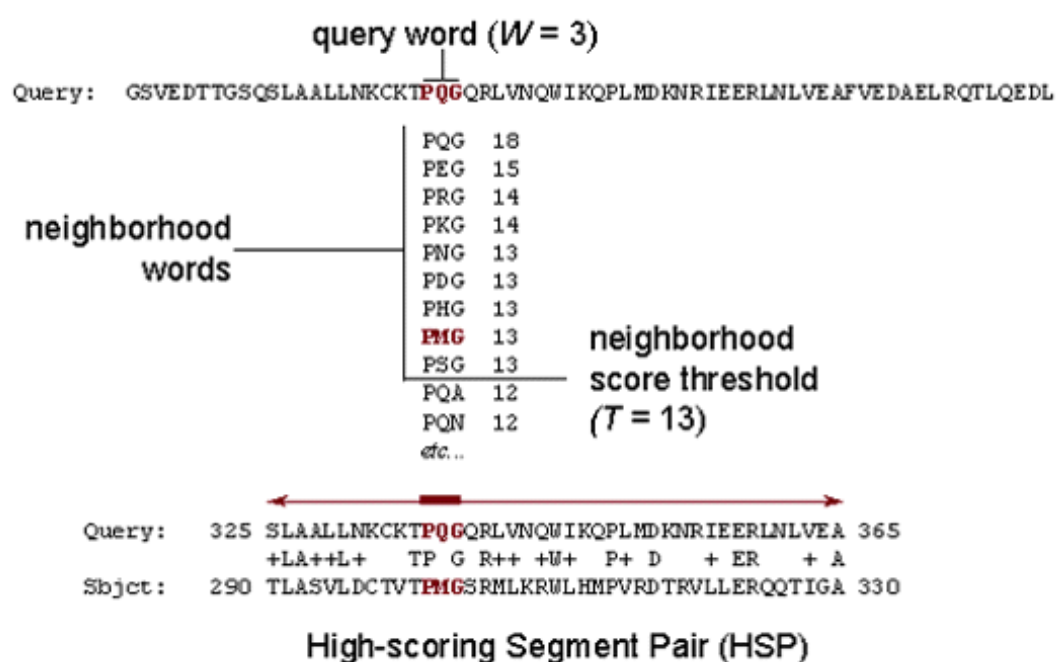 query word (W = 3)
Query: GSVEDTTGSQSLAALLNKCKTPQGQRLVNQWIKQPLMDKNRIEERLNLVEAFVEDAELRQTLQEDL
PQG 18
PEG 15
PRG 14
PKG 14
PNG 13
PDG 13
PHG 13
PMG 13
PSG 13
PQA 12
PQN 12
etc...
neighborhood
words
neighborhood
score threshold
(T = 13)
Query: 325 SLAALLNKCKTPQGQRLVNQWIKQPLMDKNRIEERLNLVEA 365
+LA++L+ TP G R++ +W+ P+ D + ER + A
Sbjct: 290 TLASVLDCTVTPMGSRMLKRWLHMPVRDTRVLLERQQTIGA 330
High-scoring Segment Pair (HSP)